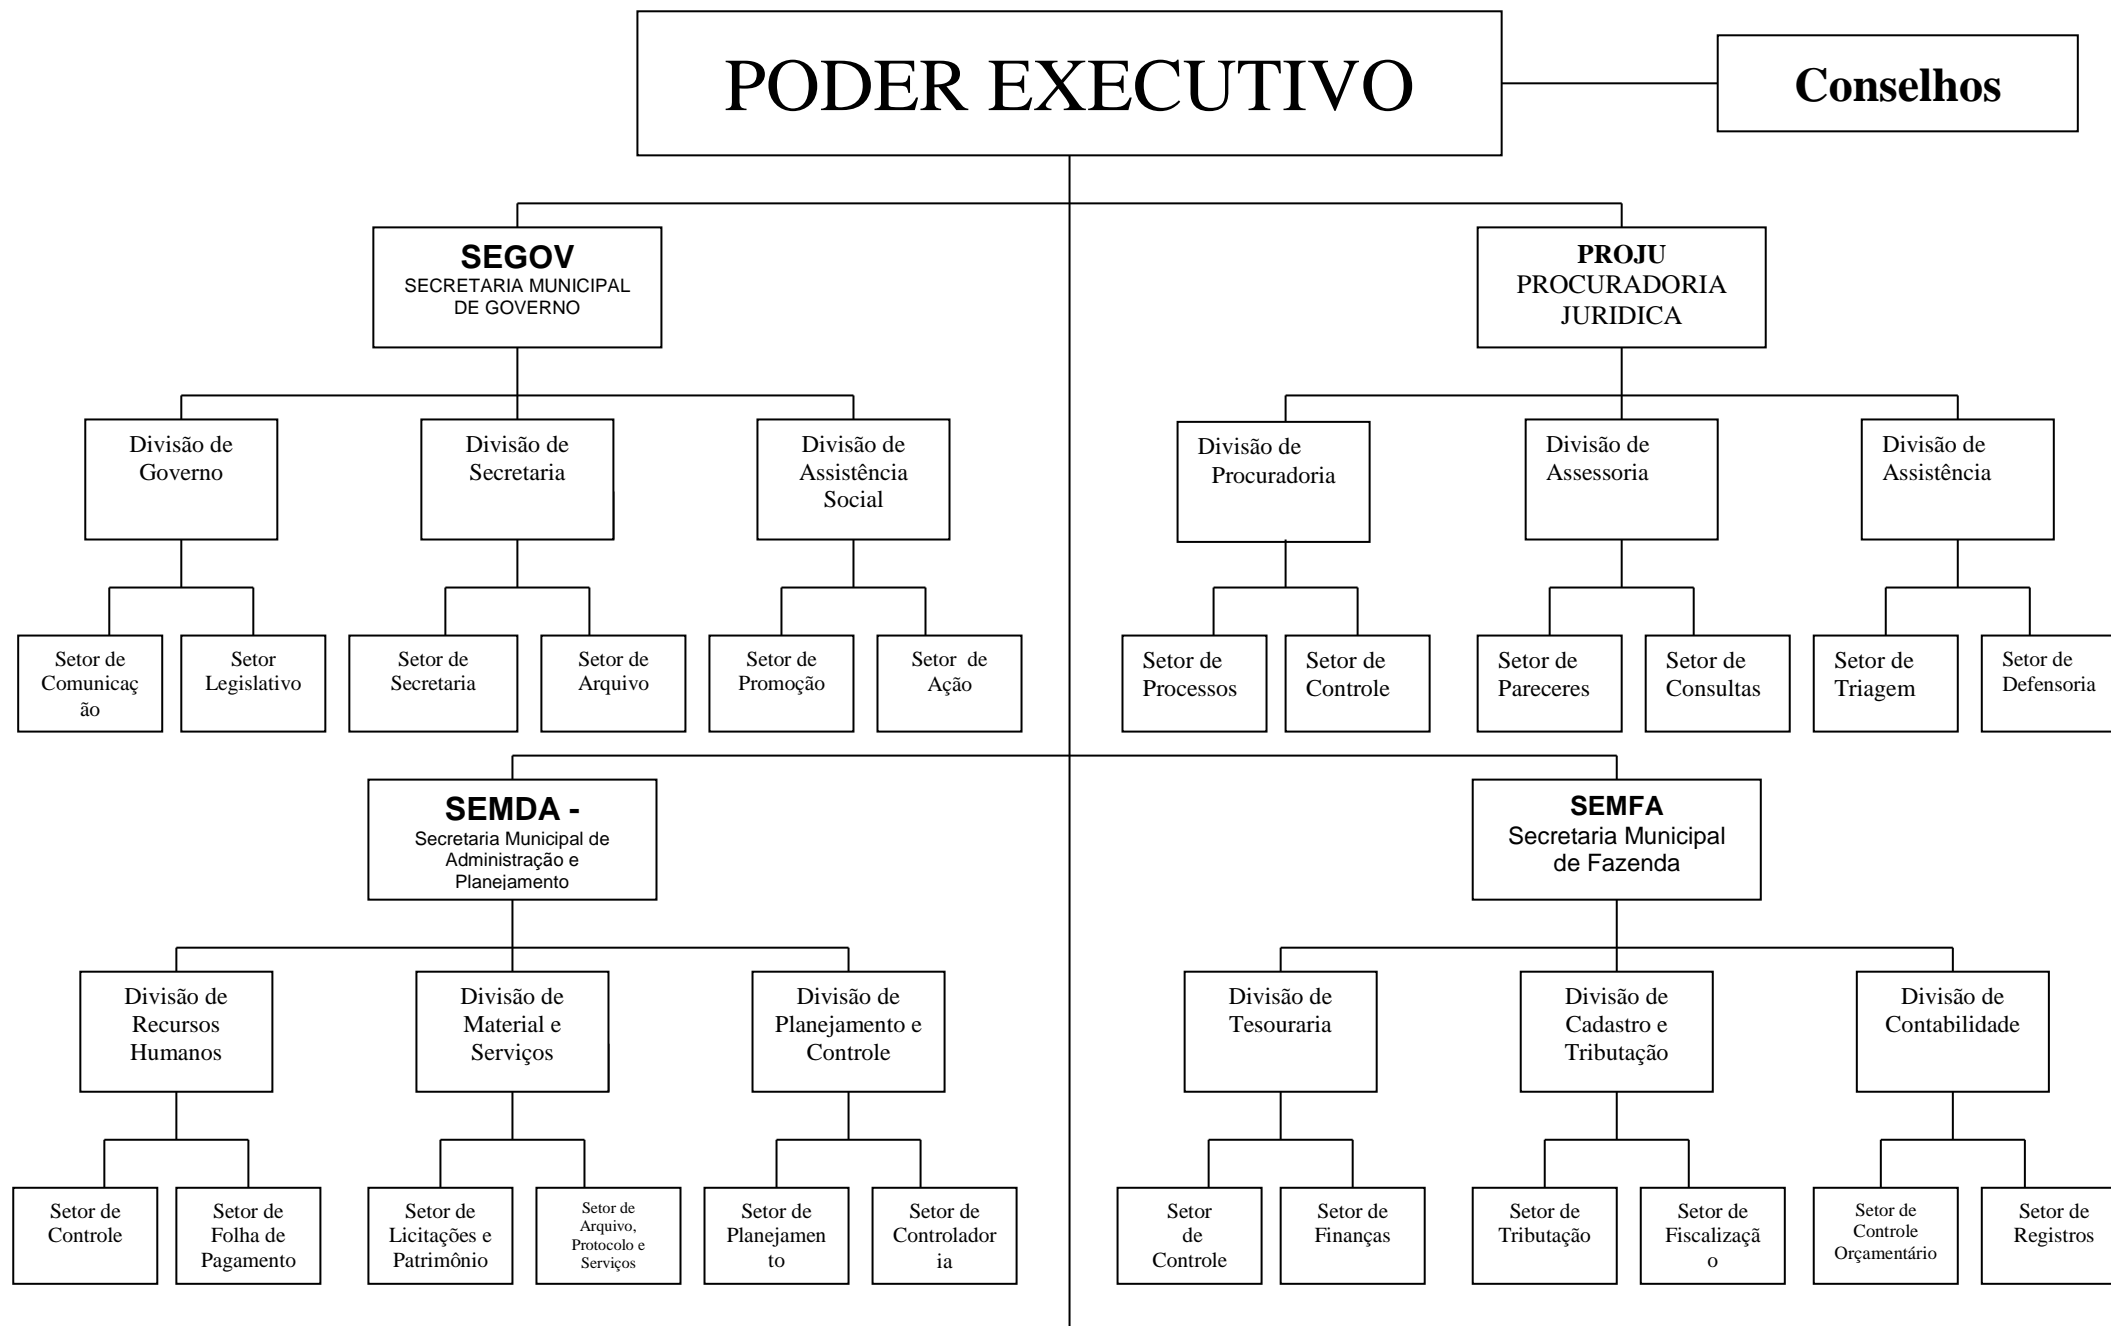 PODER EXECUTIVO
Conselhos
SEGOV
SECRETARIA MUNICIPAL
DE GOVERNO
PROJU
PROCURADORIA
JURIDICA
Divisão de
Governo
Divisão de
Secretaria
Divisão de
Assistência
Social
Divisão de
Procuradoria
Divisão de
Assessoria
Divisão de
Assistência
Setor de
Comunicaç
ão
Setor
Legislativo
Setor de
Secretaria
Setor de
Arquivo
Setor de
Promoção
Setor de
Ação
Setor de
Processos
Setor de
Controle
Setor de
Pareceres
Setor de
Consultas
Setor de
Triagem
Setor de
Defensoria
SEMDA -
Secretaria Municipal de
Administração e
Planejamento
SEMFA
Secretaria Municipal
de Fazenda
Divisão de
Recursos
Humanos
Divisão de
Material e
Serviços
Divisão de
Planejamento e
Controle
Divisão de
Tesouraria
Divisão de
Cadastro e
Tributação
Divisão de
Contabilidade
Setor de
Controle
Setor de
Folha de
Pagamento
Setor de
Licitações e
Patrimônio
Setor de
Arquivo,
Protocolo e
Serviços
Setor de
Planejamen
to
Setor de
Controlador
ia
Setor
de
Controle
Setor de
Finanças
Setor de
Tributação
Setor de
Fiscalizaçã
o
Setor de
Controle
Orçamentário
Setor de
Registros